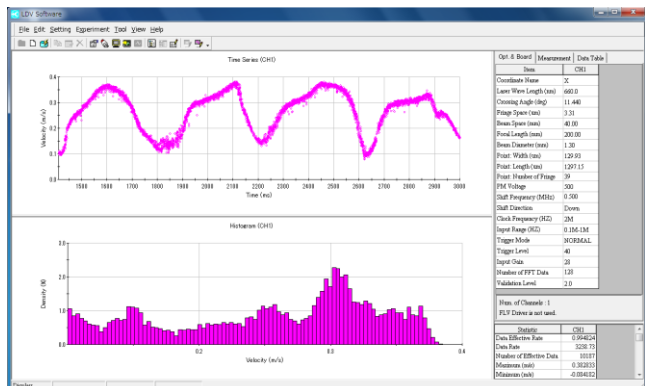 LDV Software
File Edit Setting Experiment Tool View Help
Time Series (CH1)
Velocity (m/s)
0.4
0.3
0.2
0.1
0.0
1500 1600 1700 1800 1900 2000 2100 2200 2300 2400 2500 2600 2700 2800 2900 3000
Time (ms)
Histogram (CH1)
Density (%)
3.0
2.0
1.0
0.0
0.2 0.3 0.4
Velocity (m/s)
Opt. & Board Measurement Data Table
Item CH1
Coordinate Name X
Laser Wave Length (nm) 660.0
Crossing Angle (deg) 11.440
Fringe Space (um) 3.31
Beam Space (mm) 40.00
Focal Length (mm) 200.00
Beam Diameter (mm) 1.30
Point: Width (um) 129.93
Point: Length (um) 1297.15
Point: Number of Fringe 39
PM Voltage 500
Shift Frequency (MHz) 0.500
Shift Direction Down
Clock Frequency (HZ) 2M
Input Range (HZ) 0.1M-1M
Trigger Mode NORMAL
Trigger Level 40
Input Gain 28
Number of FFT Data 128
Validation Level 2.0
Num. of Channels : 1
FLV Driver is not used.
Statistic CH1
Data Effective Rate 0.994824
Data Rate 3238.73
Number of Effective Data 10187
Maximum (m/s) 0.382833
Minimum (m/s) -0.084182